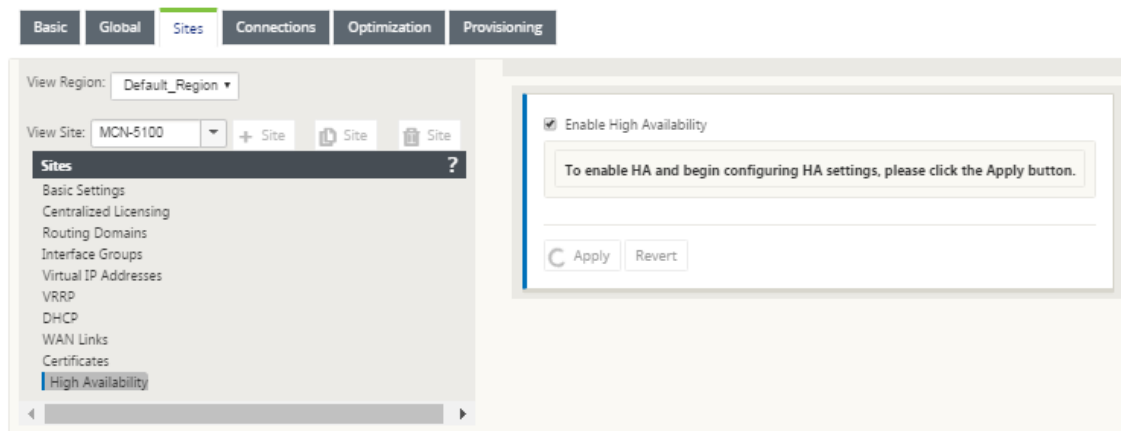 Basic Global Sites Connections Optimization Provisioning
View Region: Default_Region
View Site: MCN-5100 + Site Site Site
Sites ?
Basic Settings
Centralized Licensing
Routing Domains
Interface Groups
Virtual IP Addresses
VRRP
DHCP
WAN Links
Certificates
High Availability
Enable High Availability
To enable HA and begin configuring HA settings, please click the Apply button.
Apply Revert